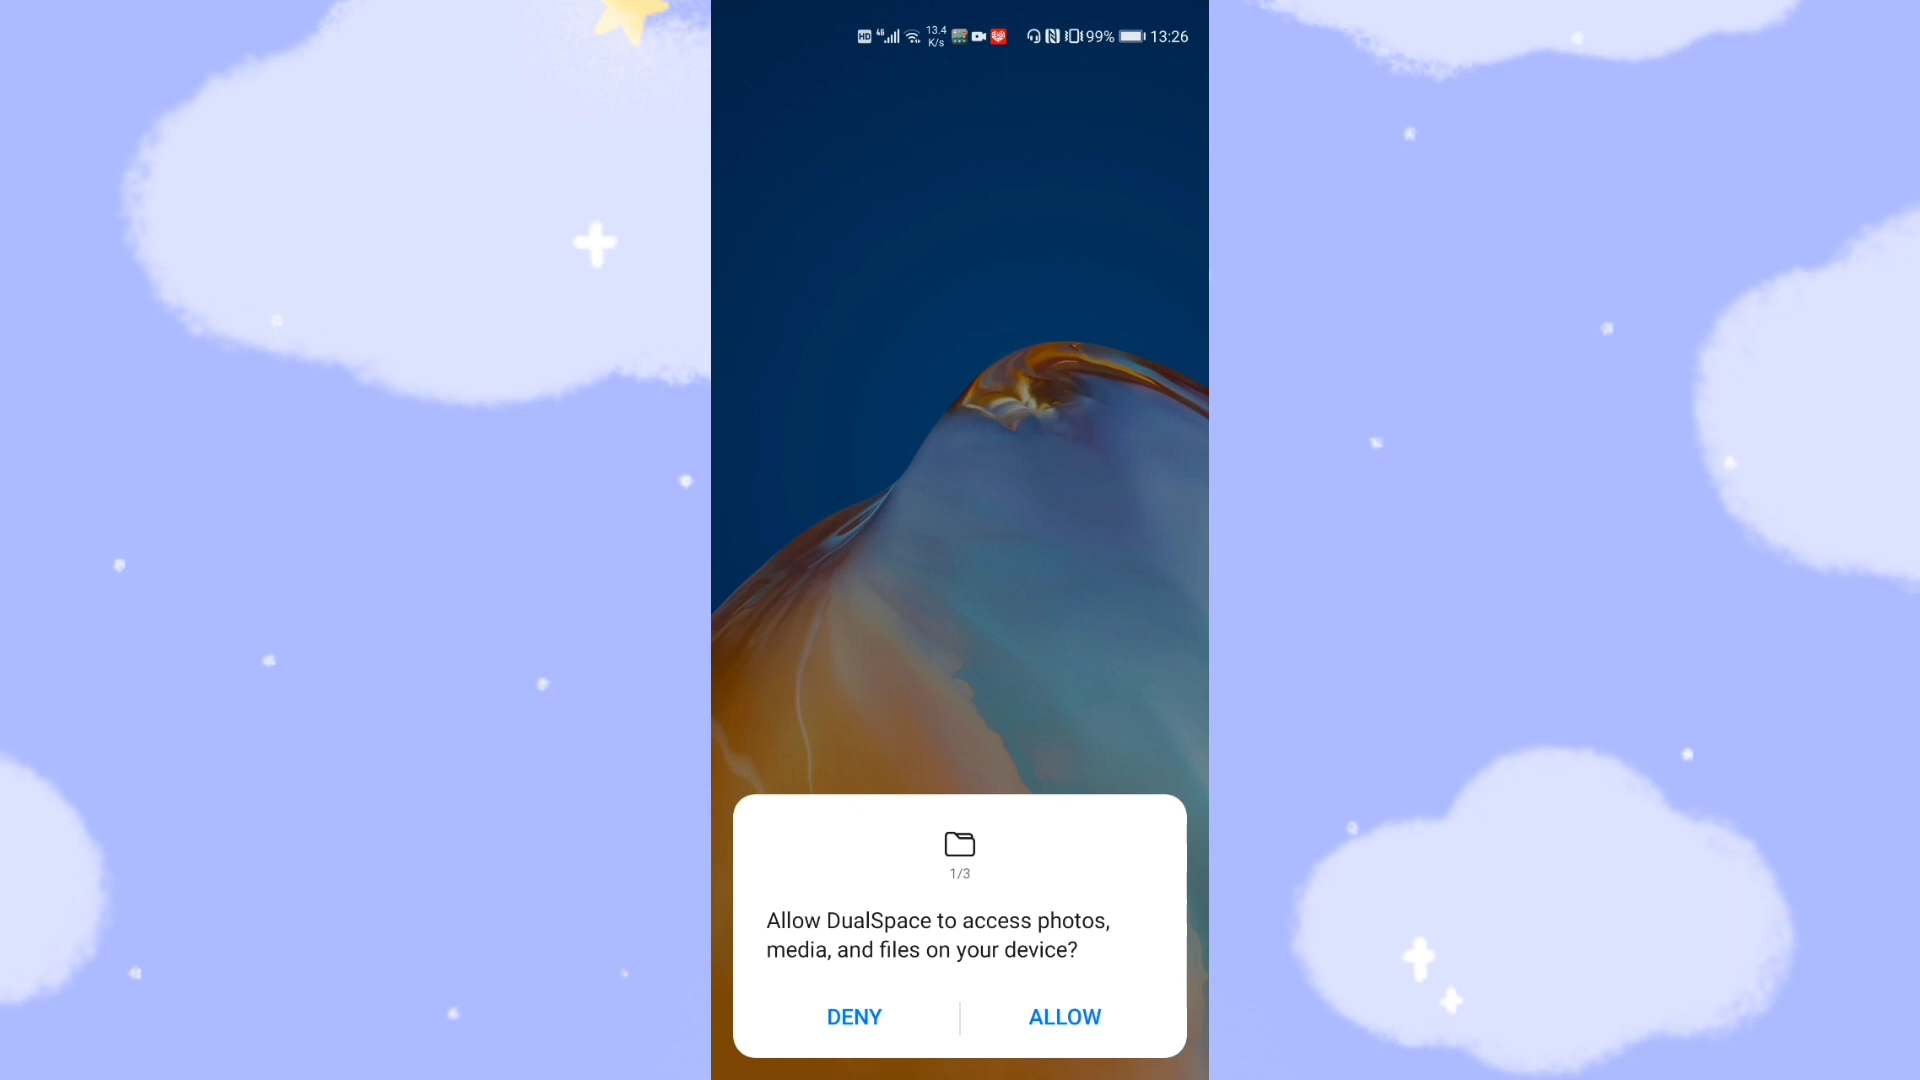 HD 4G 13.4 K/s 99% 13:26
1/3
Allow DualSpace to access photos,
media, and files on your device?
DENY ALLOW